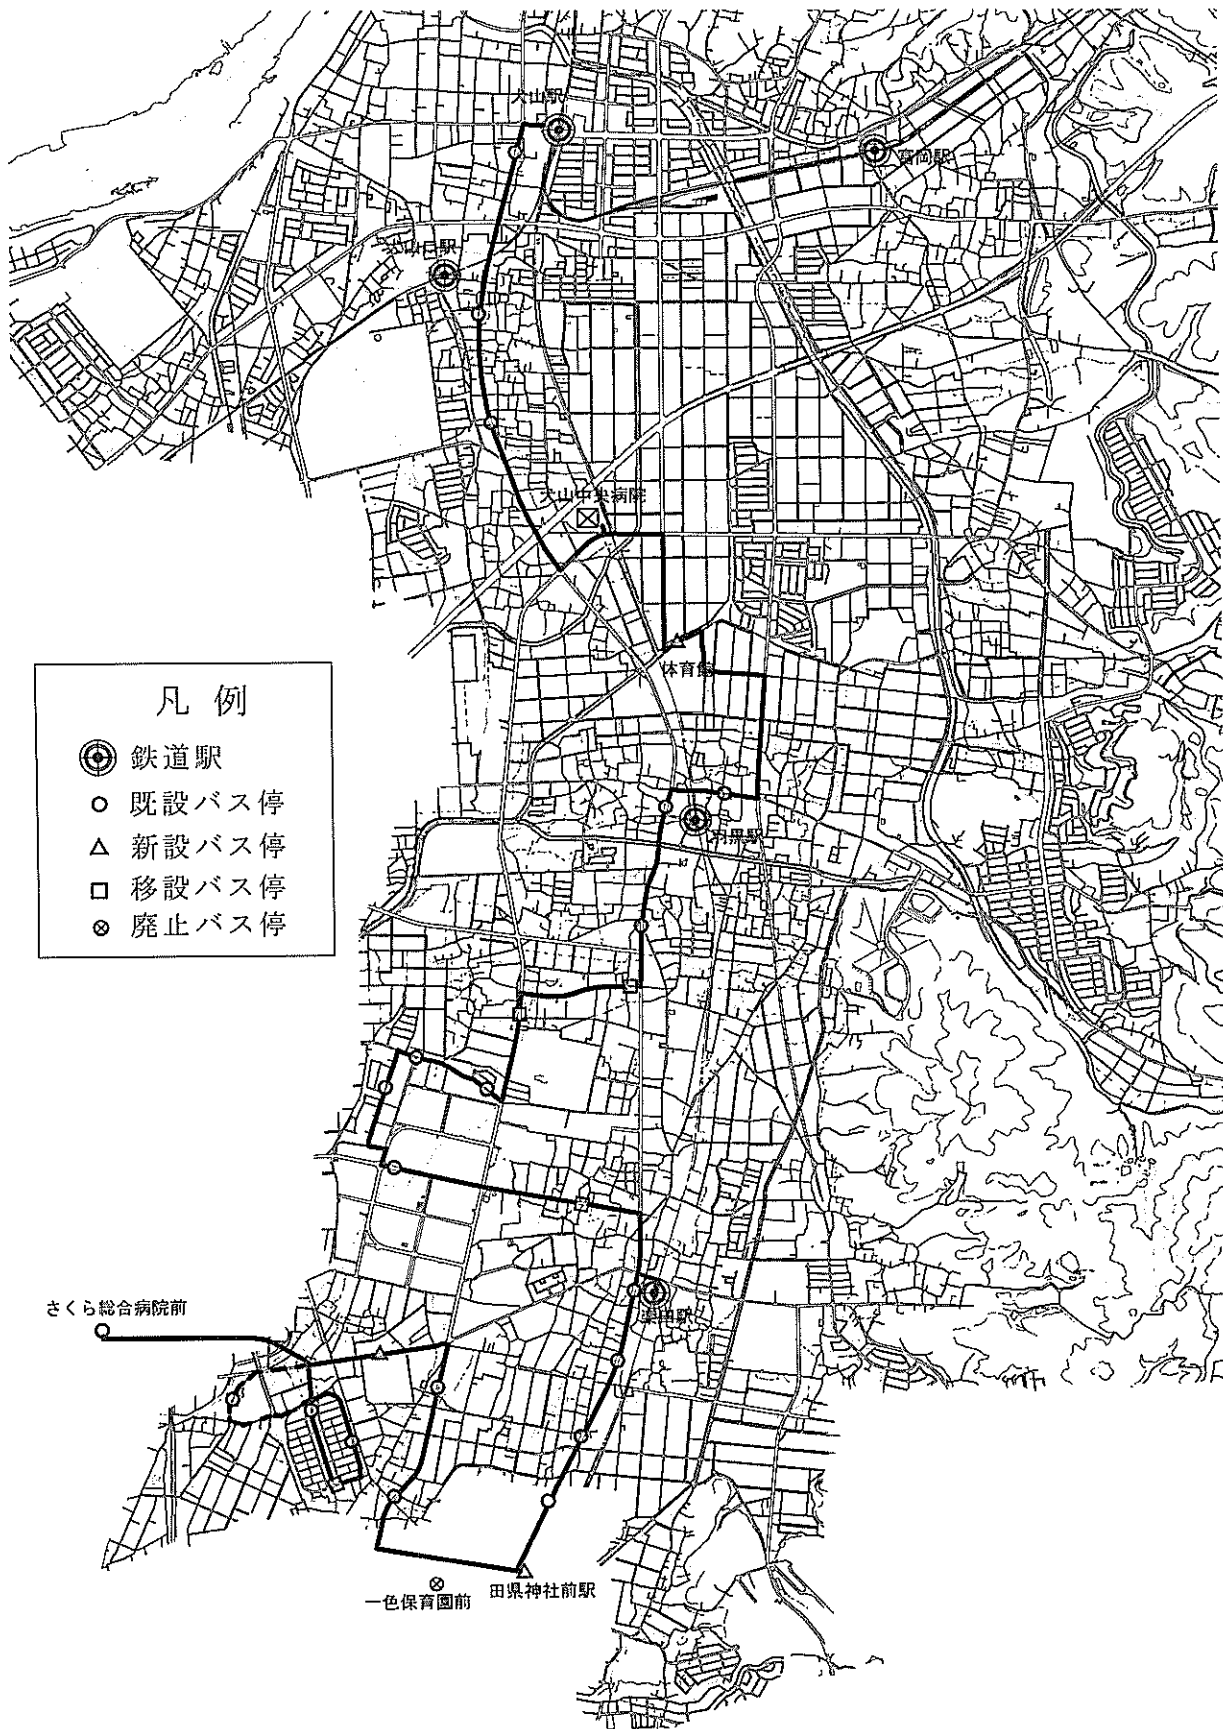 犬山駅
富岡駅
犬山口駅
犬山中央病院
体育館
凡例
鉄道駅
既設バス停
新設バス停
移設バス停
廃止バス停
羽黒駅
さくら総合病院前
楽田駅
一色保育園前
田県神社前駅